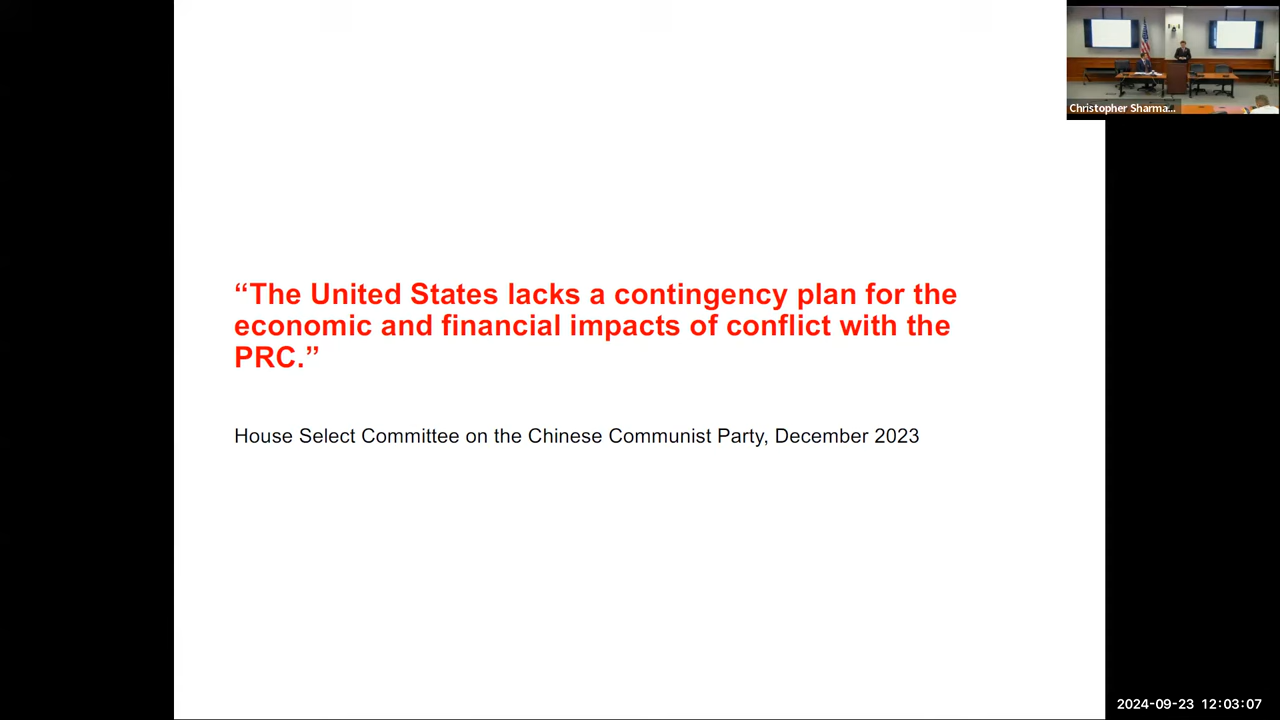 “The United States lacks a contingency plan for the
economic and financial impacts of conflict with the
PRC.”
House Select Committee on the Chinese Communist Party, December 2023
Christopher Sharma...
2024-09-23 12:03:07